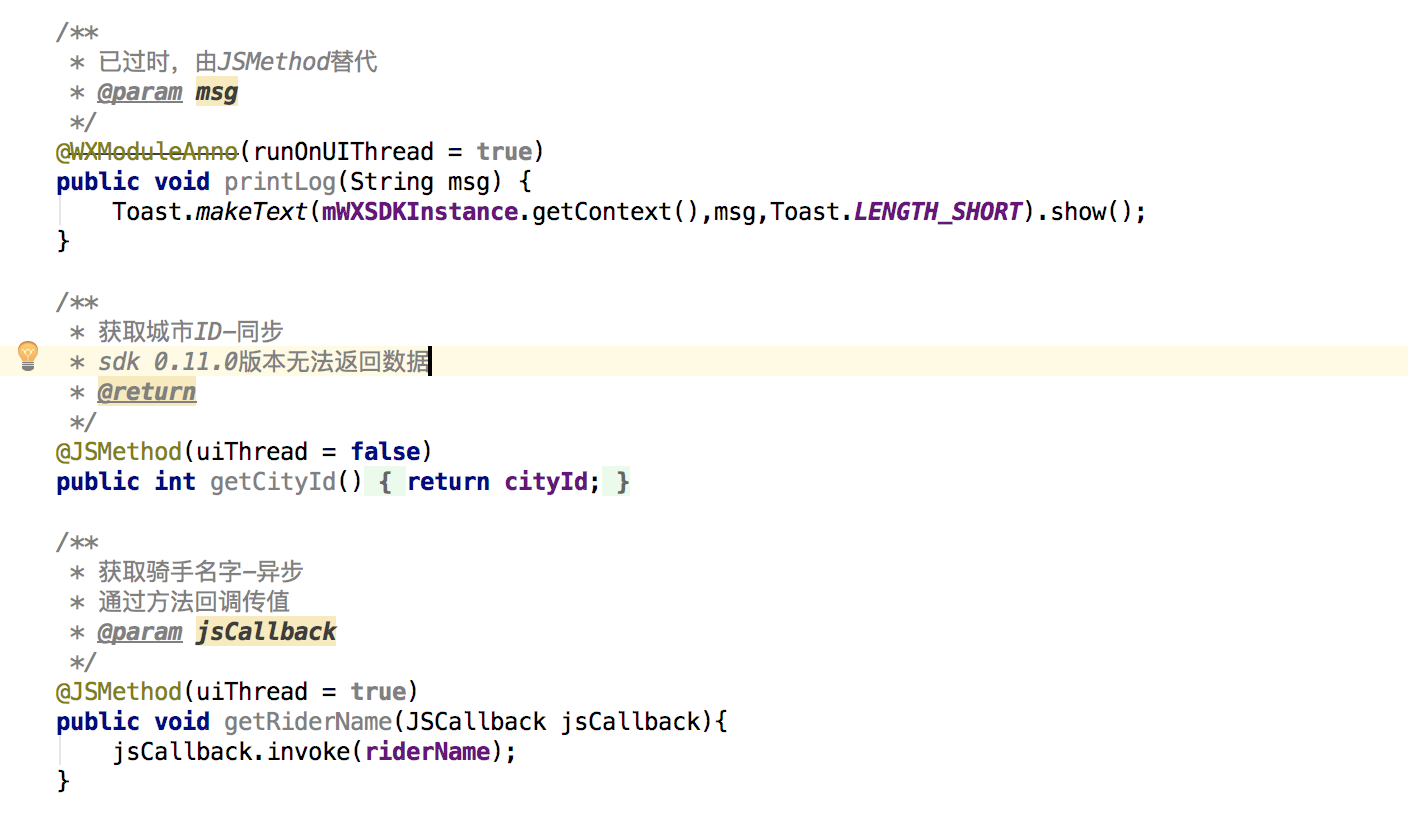 /**
 * 已过时，由JSMethod替代
 * @param msg
 */
@WXModuleAnno(runOnUIThread = true)
public void printLog(String msg) {
    Toast.makeText(mWXSDKInstance.getContext(),msg,Toast.LENGTH_SHORT).show();
}
/**
 * 获取城市ID-同步
 * sdk 0.11.0版本无法返回数据
 * @return
 */
@JSMethod(uiThread = false)
public int getCityId() { return cityId; }
/**
 * 获取骑手名字-异步
 * 通过方法回调传值
 * @param jsCallback
 */
@JSMethod(uiThread = true)
public void getRiderName(JSCallback jsCallback){
    jsCallback.invoke(riderName);
}